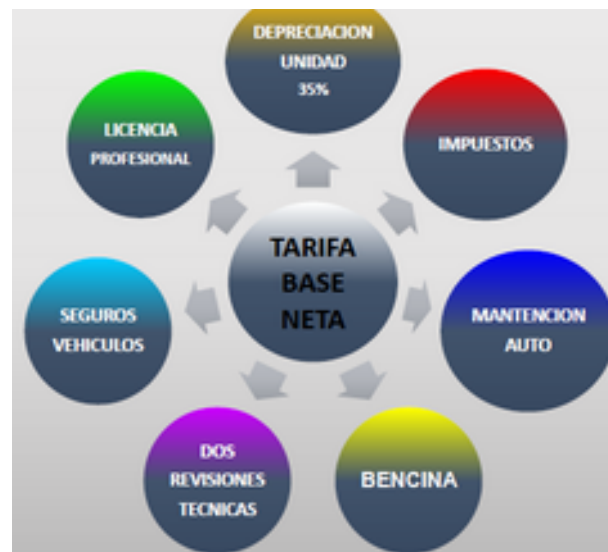 DEPRECIACION
UNIDAD
35%
LICENCIA
PROFESIONAL
IMPUESTOS
TARIFA
BASE
NETA
SEGUROS
VEHICULOS
MANTENCION
AUTO
DOS
REVISIONES
TECNICAS
BENCINA